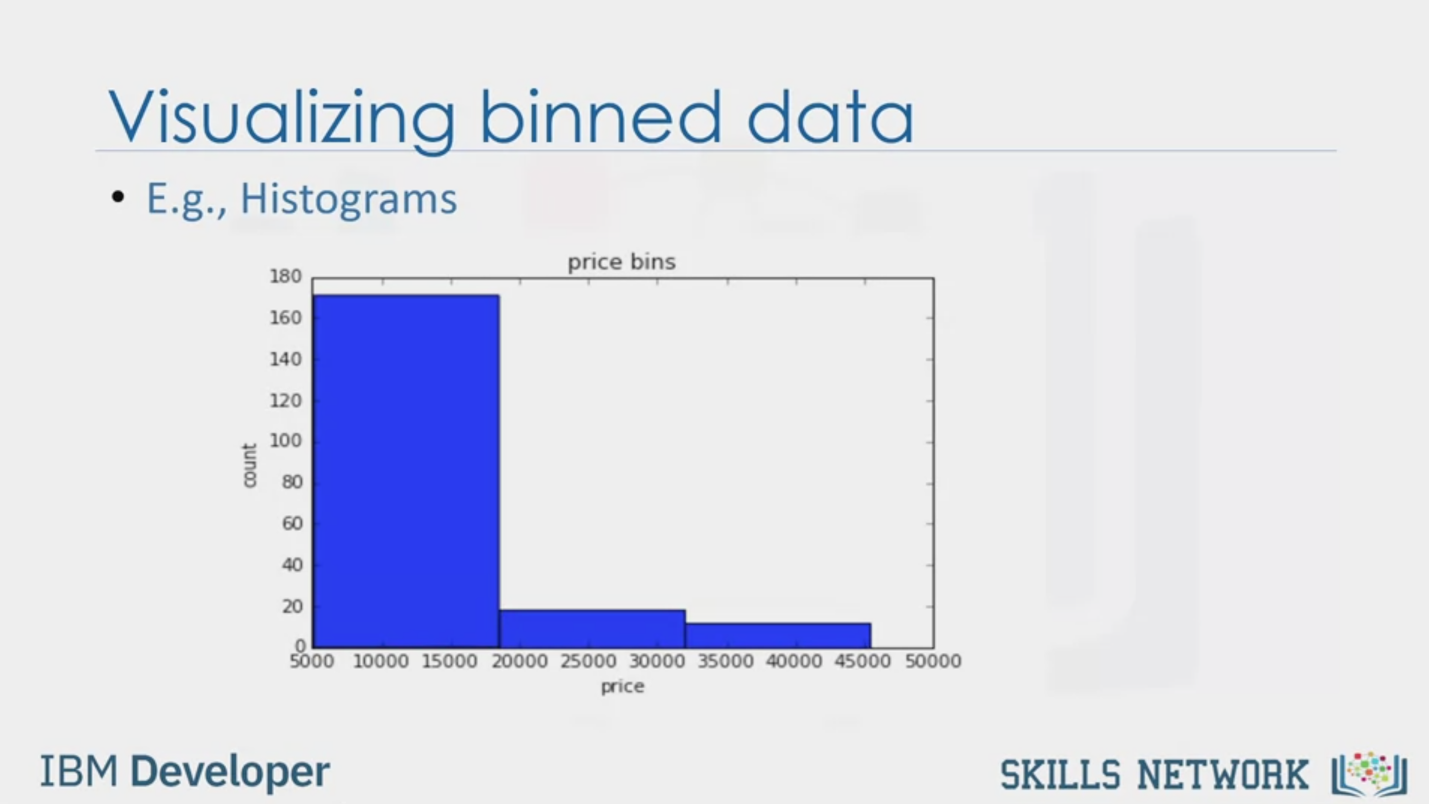 Visualizing binned data
• E.g., Histograms
price bins
180
160
140
120
100
80
60
40
20
0
count
5000 10000 15000 20000 25000 30000 35000 40000 45000 50000
price
IBM Developer
SKILLS NETWORK